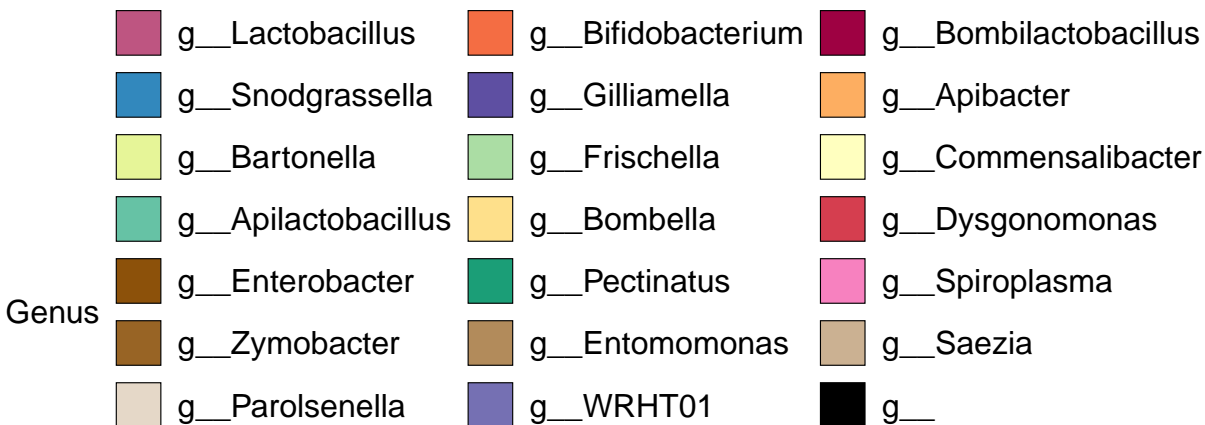 g__Lactobacillus g__Bifidobacterium g__Bombilactobacillus
g__Snodgrassella g__Gilliamella g__Apibacter
g__Bartonella g__Frischella g__Commensalibacter
g__Apilactobacillus g__Bombella g__Dysgonomonas
g__Enterobacter g__Pectinatus g__Spiroplasma
Genus
g__Zymobacter g__Entomomonas g__Saezia
g__Parolsenella g__WRHT01 g__